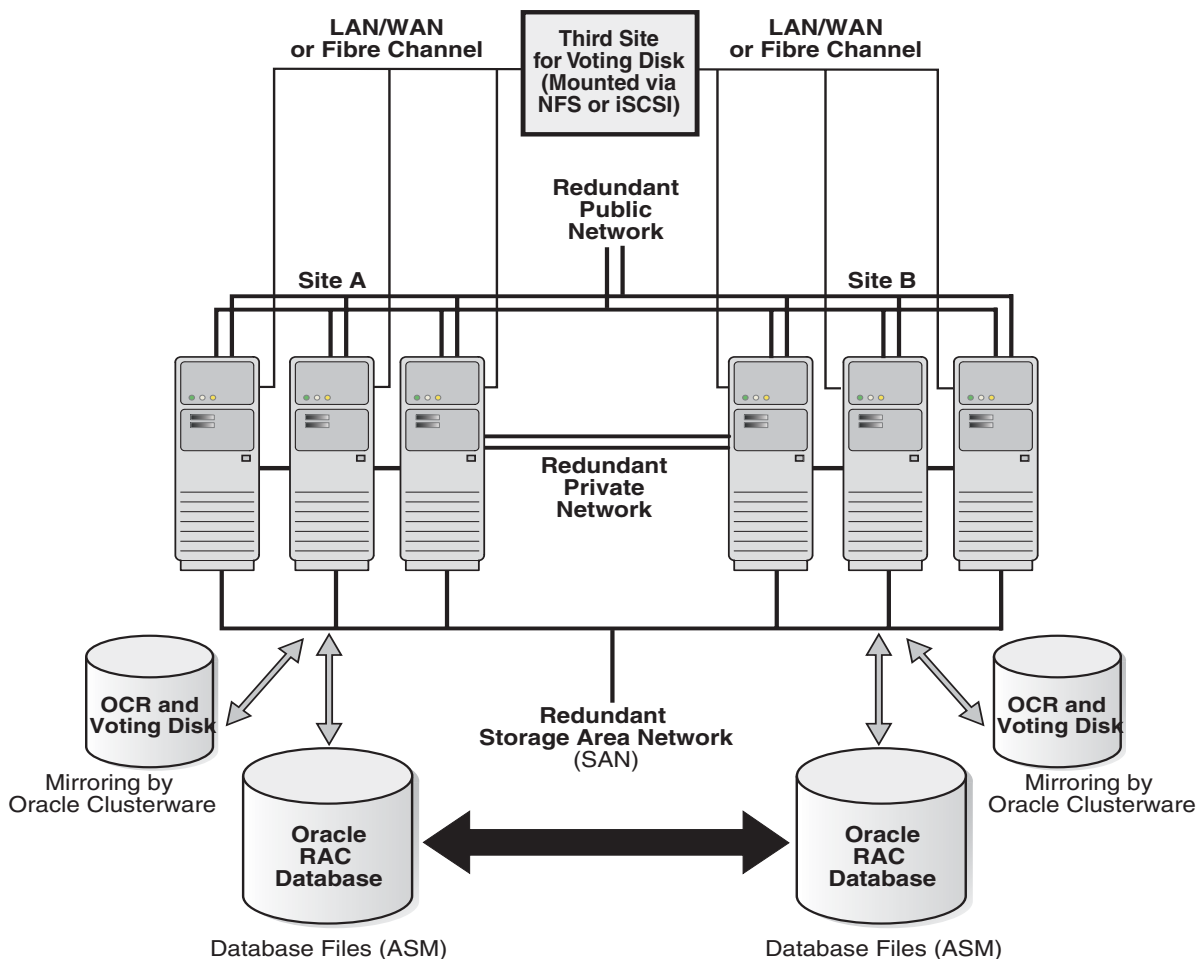 LAN/WAN
or Fibre Channel
Third Site
for Voting Disk
(Mounted via
NFS or iSCSI)
LAN/WAN
or Fibre Channel
Redundant
Public
Network
Site A
Site B
Redundant
Private
Network
OCR and
Voting Disk
Mirroring by
Oracle Clusterware
Redundant
Storage Area Network
(SAN)
OCR and
Voting Disk
Mirroring by
Oracle Clusterware
Oracle
RAC
Database
Oracle
RAC
Database
Database Files (ASM)
Database Files (ASM)